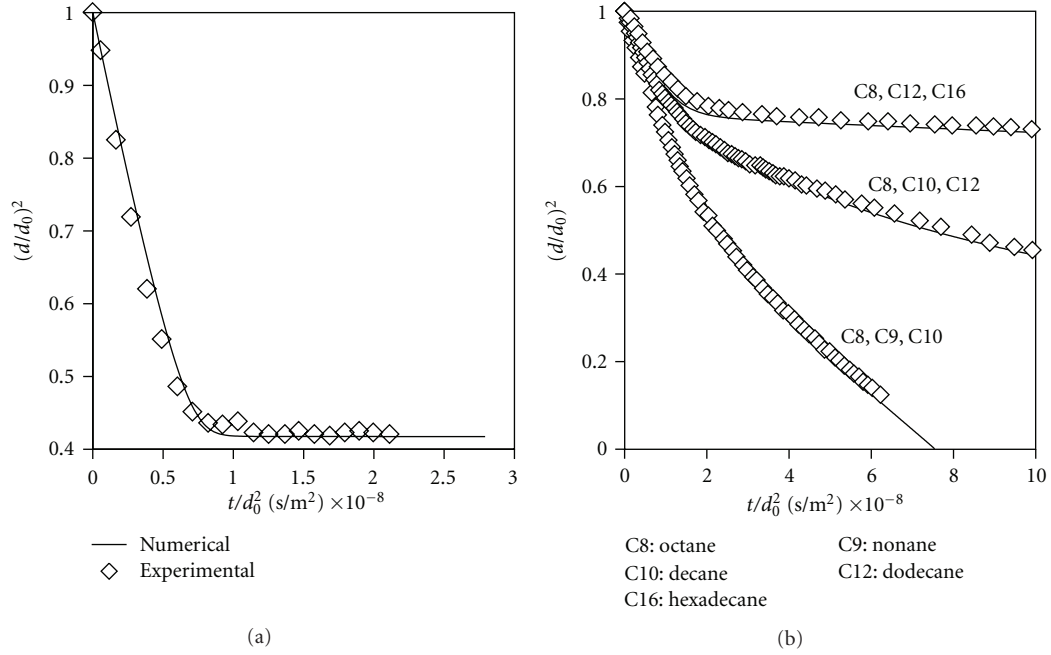 1
0.9
0.8
0.7
0.6
0.5
0.4
(d/d0)²
0 0.5 1 1.5 2 2.5 3
t/d0² (s/m²) ×10−8
Numerical
Experimental
(a)
1
0.8
0.6
0.4
0.2
0
(d/d0)²
C8, C12, C16
C8, C10, C12
C8, C9, C10
0 2 4 6 8 10
t/d0² (s/m²) ×10−8
C8: octane C9: nonane
C10: decane C12: dodecane
C16: hexadecane
(b)